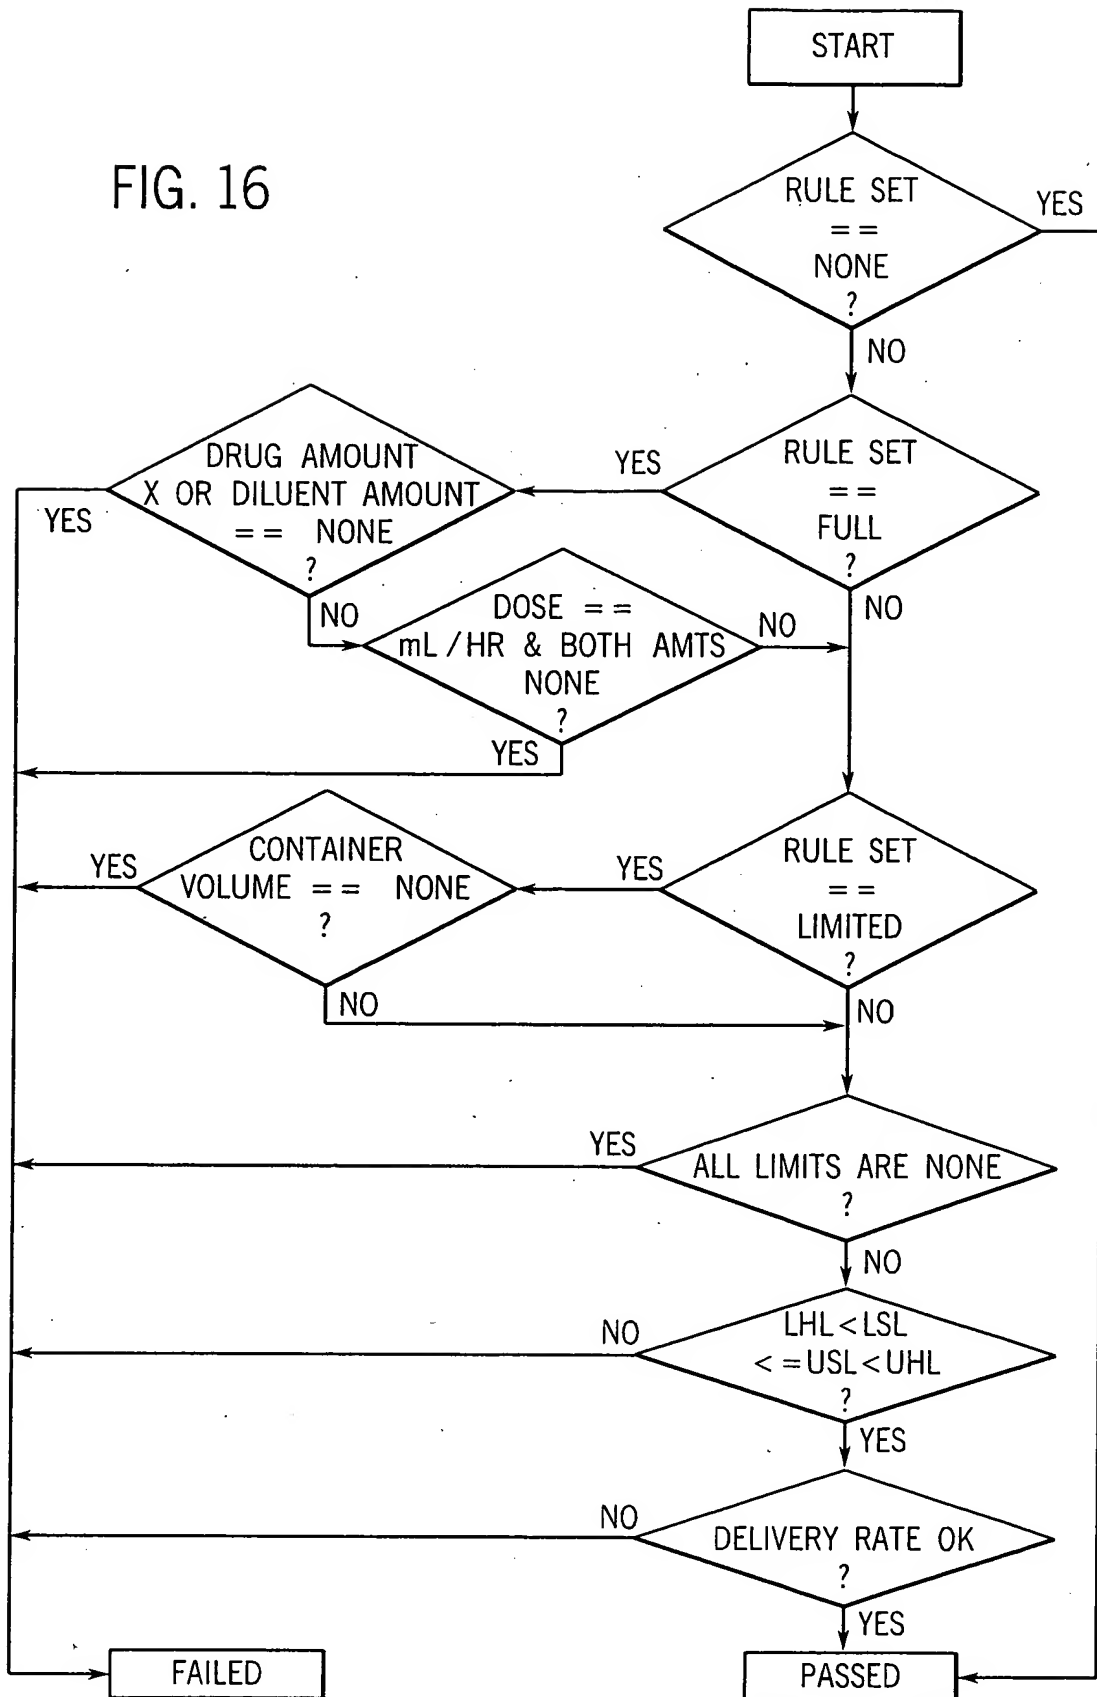 START
FIG. 16
RULE SET
==
NONE
?
YES
NO
DRUG AMOUNT
X OR DILUENT AMOUNT
== NONE
?
YES
NO
YES
RULE SET
==
FULL
?
NO
DOSE ==
mL/HR & BOTH AMTS
NONE
?
NO
YES
CONTAINER
VOLUME == NONE
?
YES
NO
YES
RULE SET
==
LIMITED
?
NO
YES
ALL LIMITS ARE NONE
?
NO
NO
LHL<LSL
<=USL<UHL
?
YES
NO
DELIVERY RATE OK
?
YES
FAILED
PASSED